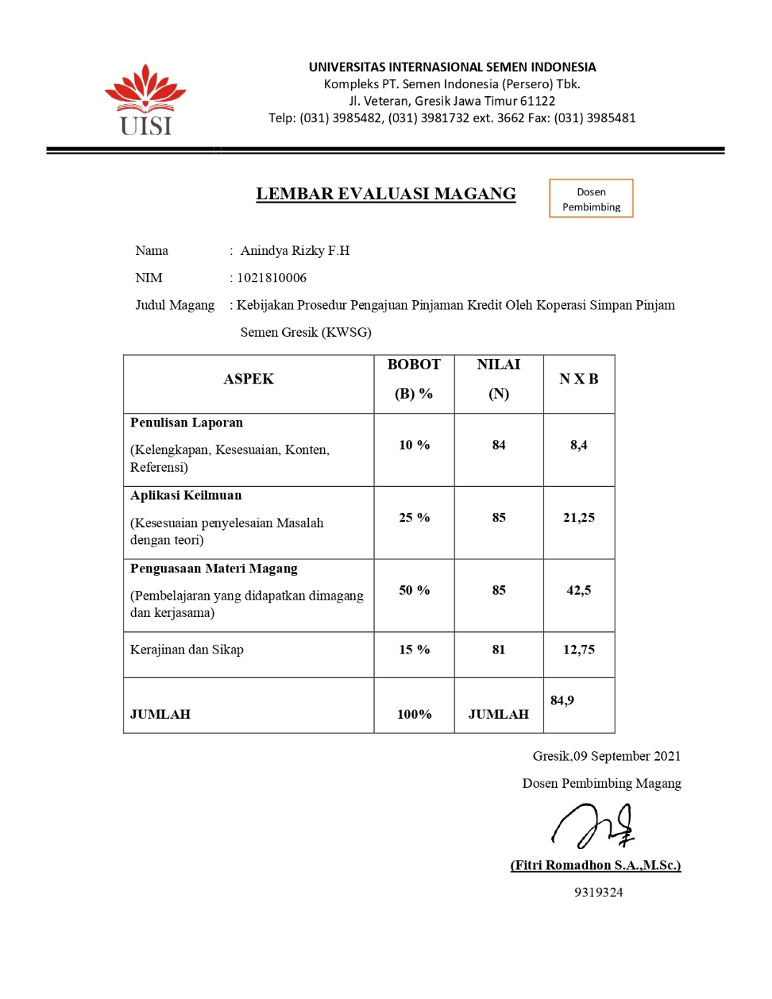 UISI
UNIVERSITAS INTERNASIONAL SEMEN INDONESIA
Kompleks PT. Semen Indonesia (Persero) Tbk.
Jl. Veteran, Gresik Jawa Timur 61122
Telp: (031) 3985482, (031) 3981732 ext. 3662 Fax: (031) 3985481
LEMBAR EVALUASI MAGANG
Dosen
Pembimbing
Nama : Anindya Rizky F.H
NIM : 1021810006
Judul Magang : Kebijakan Prosedur Pengajuan Pinjaman Kredit Oleh Koperasi Simpan Pinjam
Semen Gresik (KWSG)
ASPEK
BOBOT
(B) %
NILAI
(N)
N X B
Penulisan Laporan
(Kelengkapan, Kesesuaian, Konten,
Referensi)
10 %
84
8,4
Aplikasi Keilmuan
(Kesesuaian penyelesaian Masalah
dengan teori)
25 %
85
21,25
Penguasaan Materi Magang
(Pembelajaran yang didapatkan dimagang
dan kerjasama)
50 %
85
42,5
Kerajinan dan Sikap
15 %
81
12,75
JUMLAH
100%
JUMLAH
84,9
Gresik,09 September 2021
Dosen Pembimbing Magang
(Fitri Romadhon S.A.,M.Sc.)
9319324